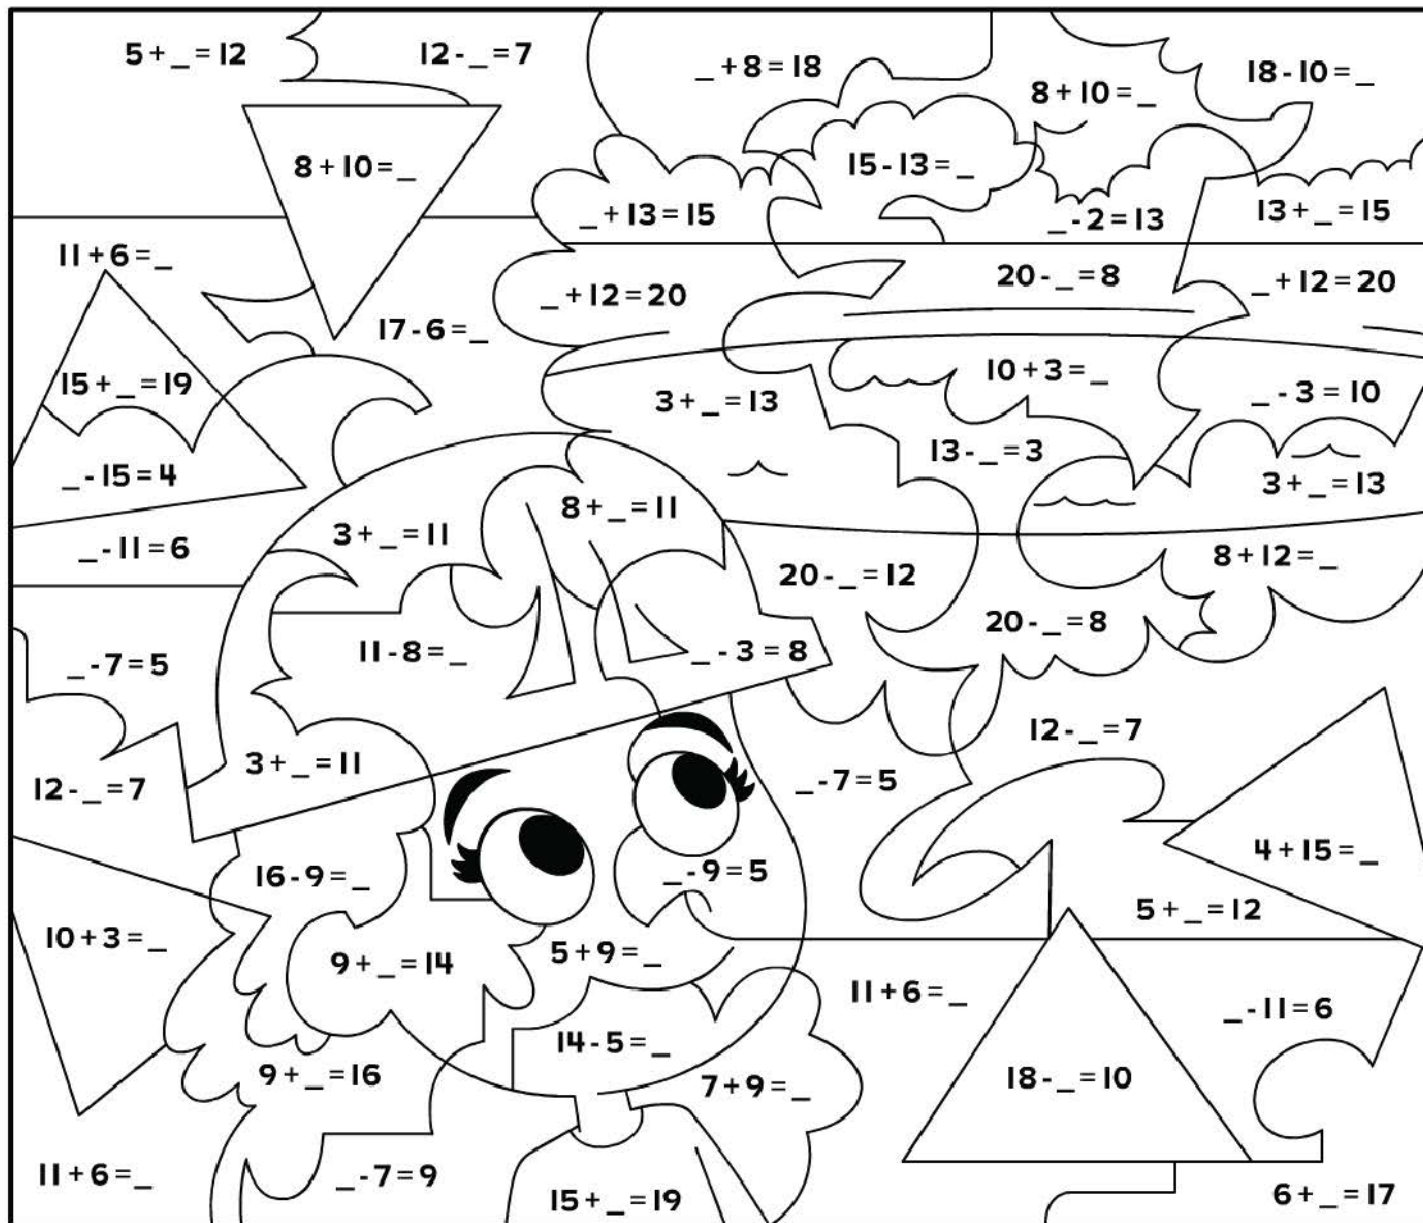 5 + _ = 12
12 - _ = 7
_ + 8 = 18
8 + 10 = _
18 - 10 = _
8 + 10 = _
15 - 13 = _
_ + 13 = 15
_ - 2 = 13
13 + _ = 15
11 + 6 = _
17 - 6 = _
_ + 12 = 20
20 - _ = 8
_ + 12 = 20
15 + _ = 19
3 + _ = 13
10 + 3 = _
_ - 3 = 10
_ - 15 = 4
13 - _ = 3
3 + _ = 13
_ - 11 = 6
3 + _ = 11
8 + _ = 11
20 - _ = 12
8 + 12 = _
_ - 7 = 5
11 - 8 = _
_ - 3 = 8
20 - _ = 8
12 - _ = 7
3 + _ = 11
_ - 7 = 5
12 - _ = 7
16 - 9 = _
_ - 9 = 5
4 + 15 = _
10 + 3 = _
9 + _ = 14
5 + 9 = _
5 + _ = 12
11 + 6 = _
_ - 11 = 6
9 + _ = 16
14 - 5 = _
7 + 9 = _
18 - _ = 10
11 + 6 = _
_ - 7 = 9
15 + _ = 19
6 + _ = 17